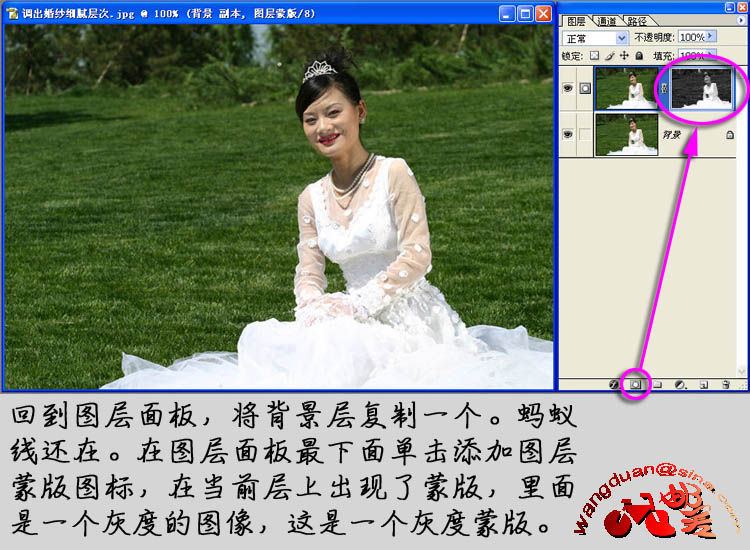 调出婚纱细腻层次.jpg @ 100% (背景 副本, 图层蒙版/8)
图层 通道 路径
正常 不透明度: 100%
锁定: 填充: 100%
背景
回到图层面板，将背景层复制一个。蚂蚁
线还在。在图层面板最下面单击添加图层
蒙版图标，在当前层上出现了蒙版，里面
是一个灰度的图像，这是一个灰度蒙版。